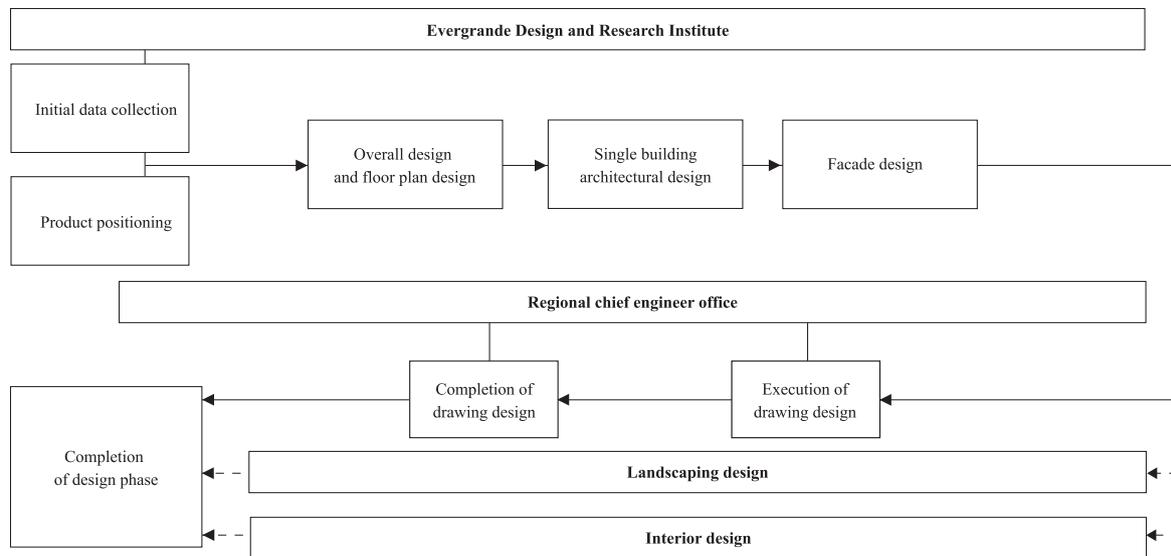 Evergrande Design and Research Institute
Initial data collection
Product positioning
Overall design
and floor plan design
Single building
architectural design
Facade design
Regional chief engineer office
Execution of
drawing design
Completion of
drawing design
Completion
of design phase
Landscaping design
Interior design